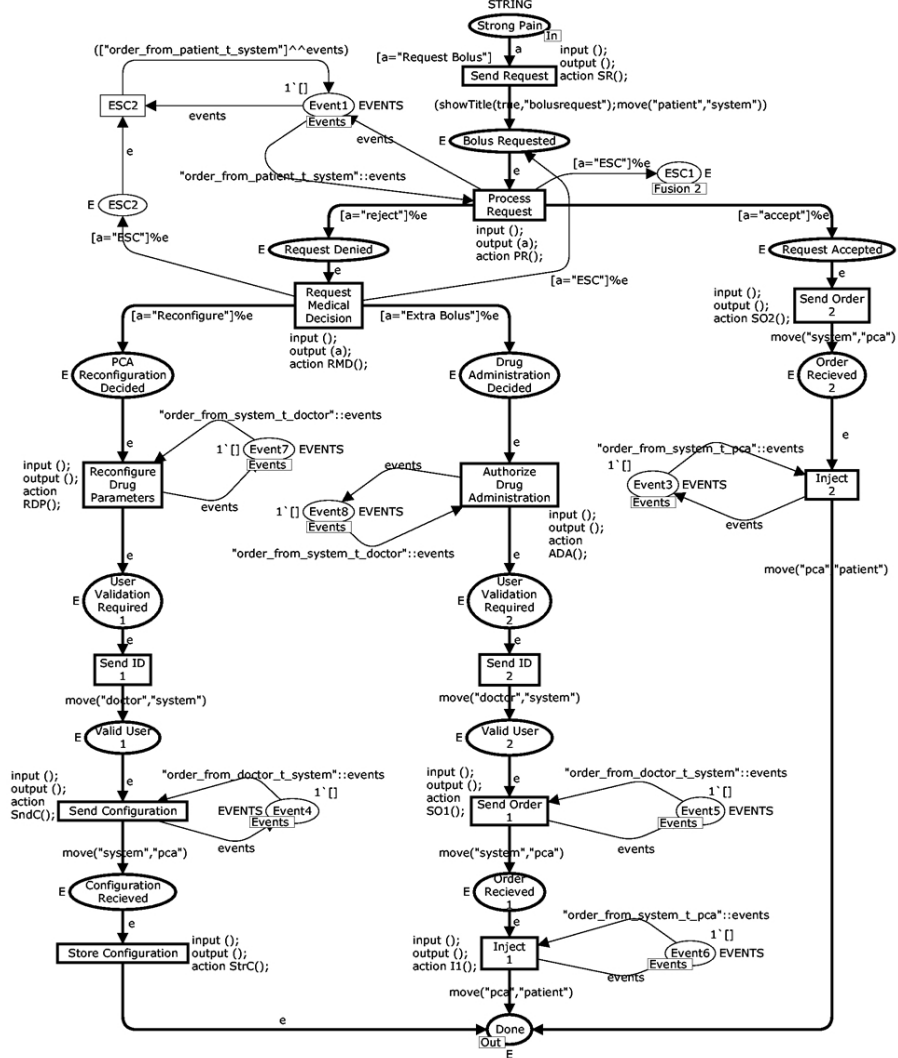 STRING
Strong Pain
In
a
[a="Request Bolus"]
input ();
output ();
action SR();
Send Request
(["order_from_patient_t_system"]^^events)
(showTitle(true,"bolusrequest");move("patient","system"))
1`[]
ESC2
Event1 EVENTS
Events
events
events
E
Bolus Requested
e
e
"order_from_patient_t_system"::events
[a="ESC"]%e
ESC1 E
Fusion 2
E
ESC2
Process
Request
[a="reject"]%e
[a="accept"]%e
input ();
output (a);
action PR();
[a="ESC"]%e
E
Request Denied
E
Request Accepted
e
e
[a="ESC"]%e
Request
Medical
Decision
input ();
output ();
action SO2();
Send Order
2
[a="Reconfigure"]%e
[a="Extra Bolus"]%e
input ();
output (a);
action RMD();
move("system","pca")
E
PCA
Reconfiguration
Decided
E
Drug
Administration
Decided
E
Order
Recieved
2
"order_from_system_t_doctor"::events
e
e
e
1`[]
Event7 EVENTS
Events
"order_from_system_t_pca"::events
input ();
output ();
action
RDP();
Reconfigure
Drug
Parameters
events
events
Authorize
Drug
Administration
1`[]
Event3 EVENTS
Events
Inject
2
1`[]
Event8 EVENTS
Events
events
input ();
output ();
action
ADA();
"order_from_system_t_doctor"::events
e
e
move("pca","patient")
E
User
Validation
Required
1
E
User
Validation
Required
2
e
e
Send ID
1
Send ID
2
move("doctor","system")
move("doctor","system")
E
Valid User
1
E
Valid User
2
e
e
input ();
output ();
action
SndC();
"order_from_doctor_t_system"::events
1`[]
Send Configuration
EVENTS Event4
Events
events
input ();
output ();
action
SO1();
"order_from_doctor_t_system"::events
1`[]
Send Order
1
Event5 EVENTS
Events
events
move("system","pca")
move("system","pca")
E
Configuration
Recieved
E
Order
Recieved
1
e
e
"order_from_system_t_pca"::events
1`[]
Store Configuration
input ();
output ();
action StrC();
input ();
output ();
action I1();
Inject
1
Event6 EVENTS
Events
events
move("pca","patient")
e
Done
Out
E